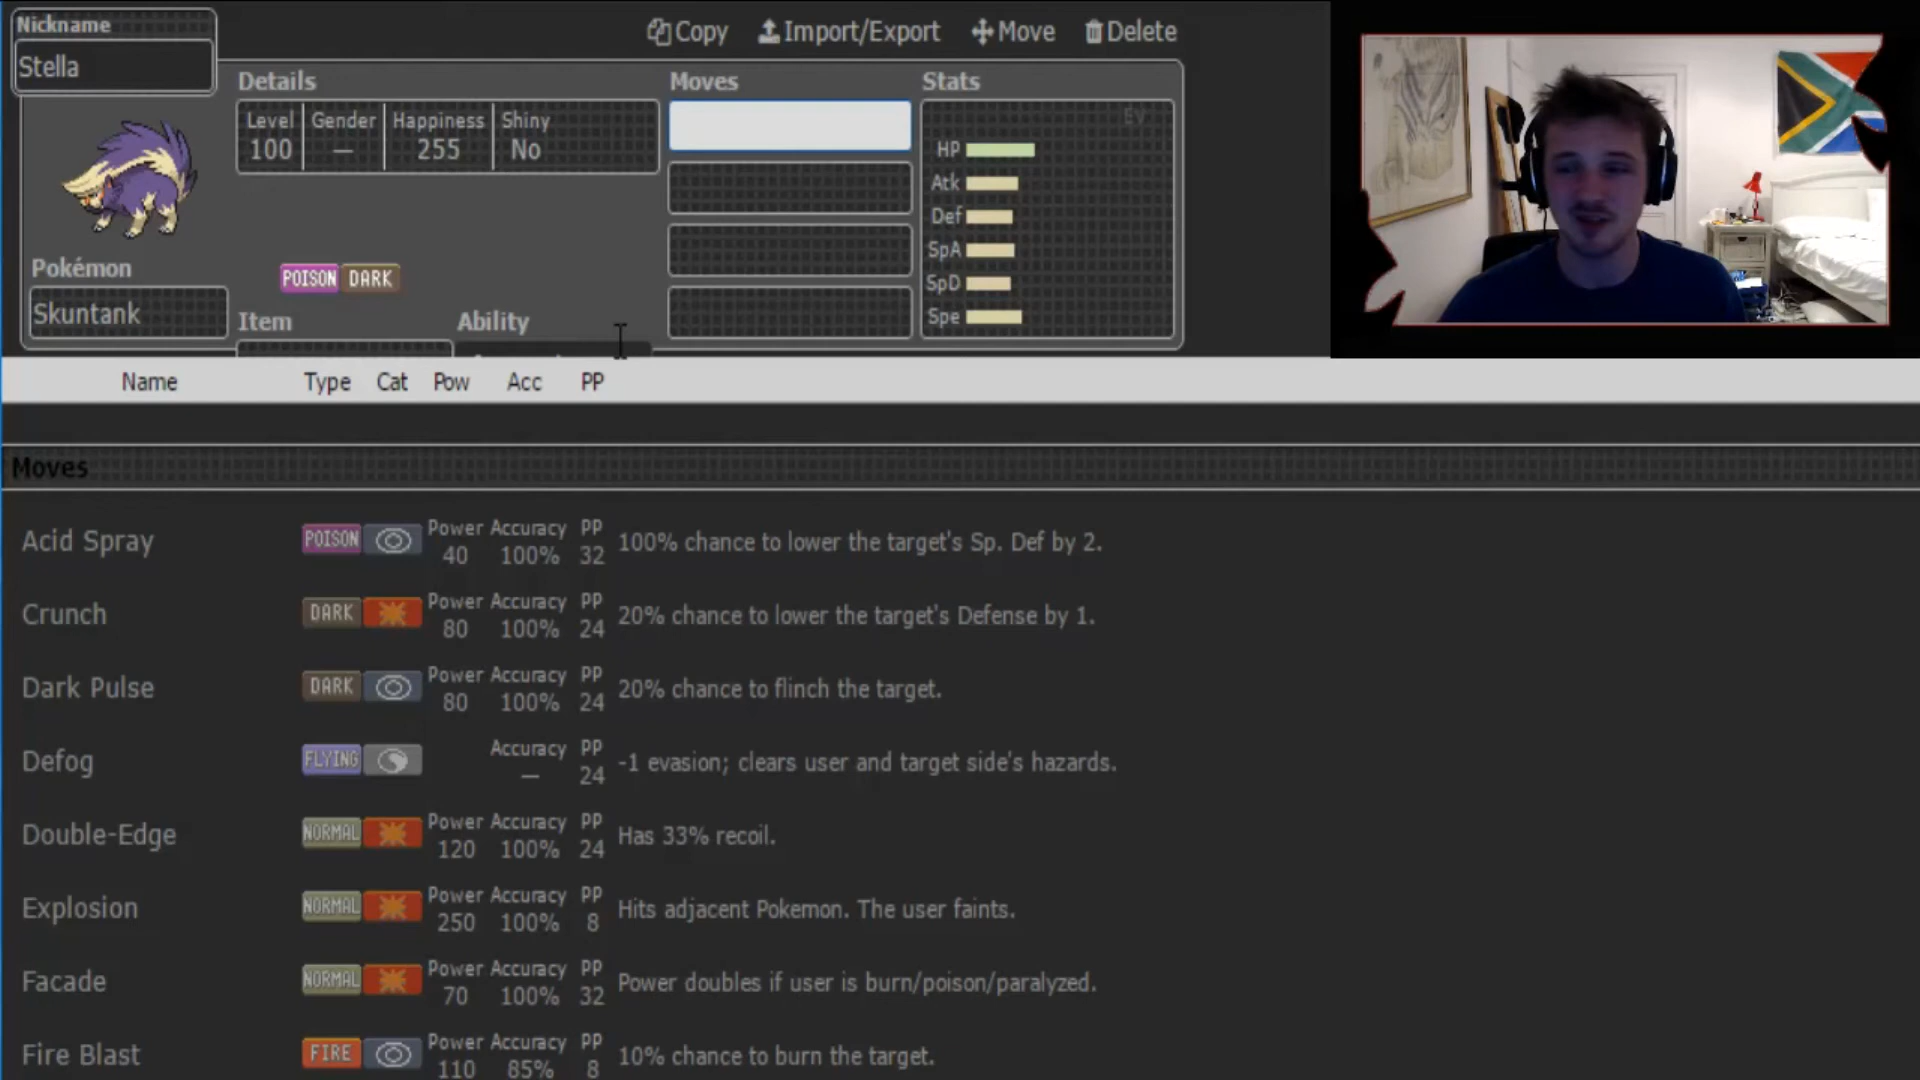 Nickname
Stella
Copy Import/Export Move Delete
Details Moves Stats
Level Gender Happiness Shiny
100 — 255 No
EV
HP
Atk
Def
SpA
SpD
Spe
Pokémon
POISON DARK
Skuntank
Item Ability
Name Type Cat Pow Acc PP
Moves
Acid Spray POISON Power 40 Accuracy 100% PP 32 100% chance to lower the target's Sp. Def by 2.
Crunch DARK Power 80 Accuracy 100% PP 24 20% chance to lower the target's Defense by 1.
Dark Pulse DARK Power 80 Accuracy 100% PP 24 20% chance to flinch the target.
Defog FLYING Accuracy — PP 24 -1 evasion; clears user and target side's hazards.
Double-Edge NORMAL Power 120 Accuracy 100% PP 24 Has 33% recoil.
Explosion NORMAL Power 250 Accuracy 100% PP 8 Hits adjacent Pokemon. The user faints.
Facade NORMAL Power 70 Accuracy 100% PP 32 Power doubles if user is burn/poison/paralyzed.
Fire Blast FIRE Power 110 Accuracy 85% PP 8 10% chance to burn the target.